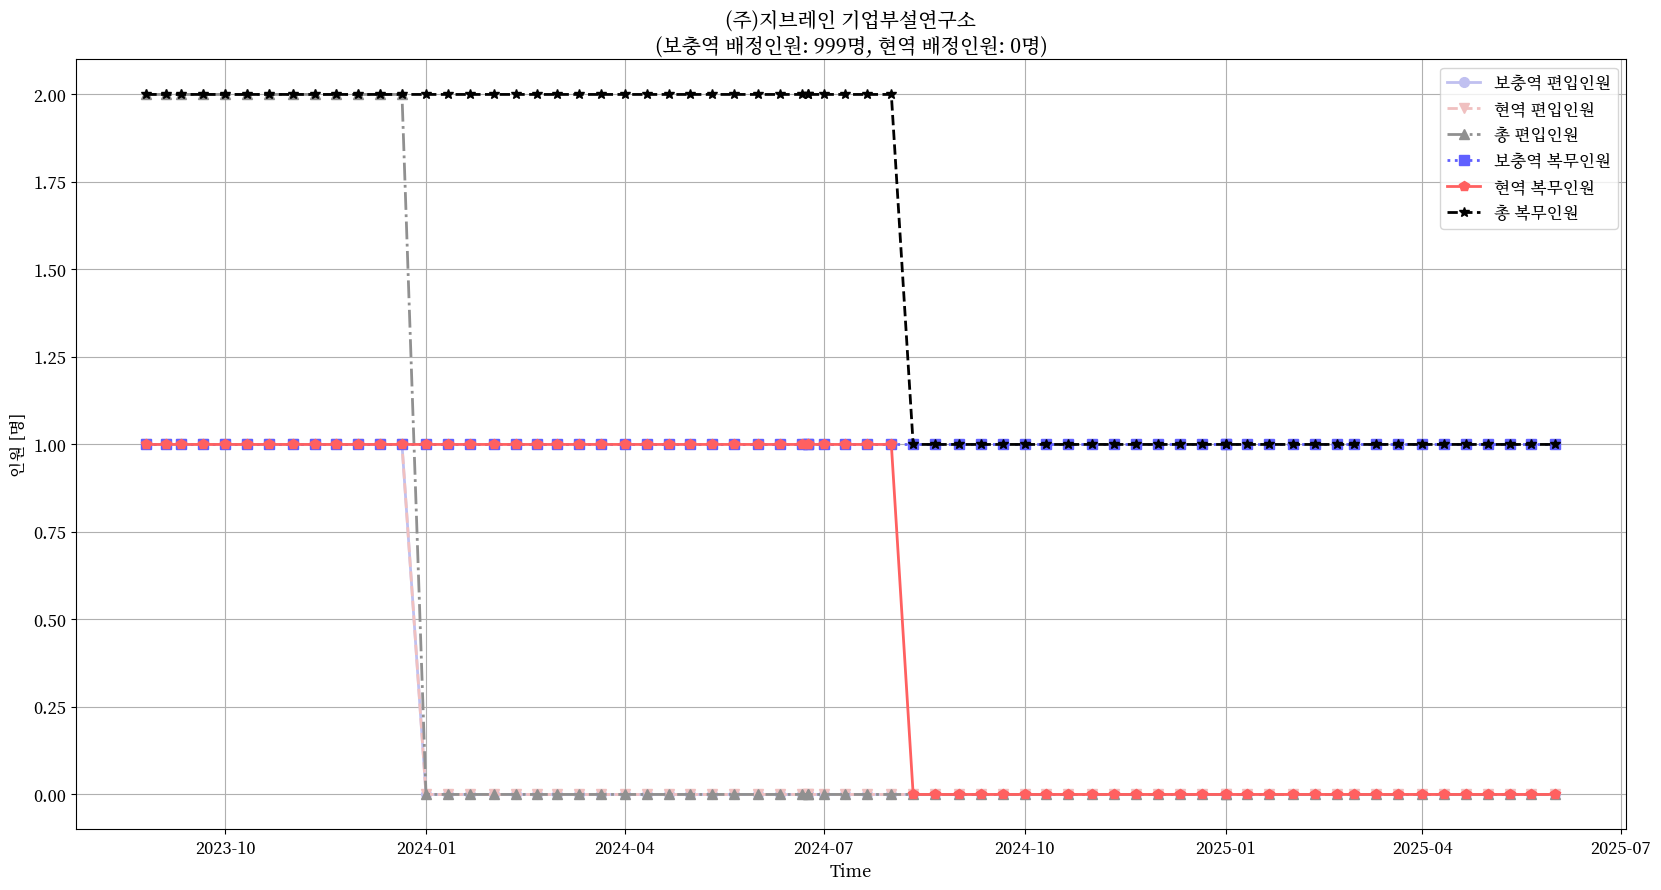 (주)지브레인 기업부설연구소
(보충역 배정인원: 999명, 현역 배정인원: 0명)
보충역 편입인원
현역 편입인원
총 편입인원
보충역 복무인원
현역 복무인원
총 복무인원
인원 [명]
2.00
1.75
1.50
1.25
1.00
0.75
0.50
0.25
0.00
2023-10
2024-01
2024-04
2024-07
2024-10
2025-01
2025-04
2025-07
Time